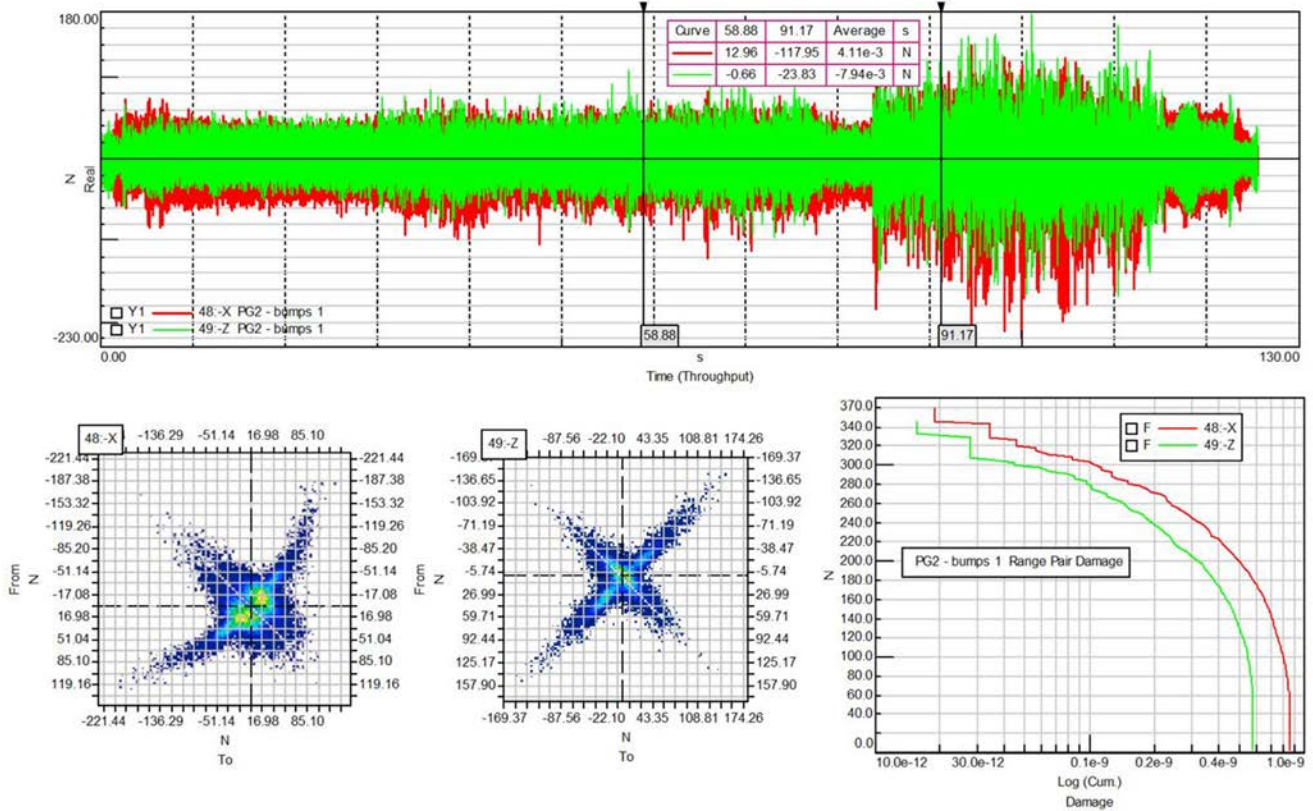 180.00
Curve 58.88 91.17 Average s
12.96 -117.95 4.11e-3 N
-0.66 -23.83 -7.94e-3 N
N
Real
Y1 48:-X PG2 - bumps 1
Y1 49:-Z PG2 - bumps 1
-230.00
58.88 91.17
0.00 s 130.00
Time (Throughput)
48:-X -136.29 -51.14 16.98 85.10
-221.44 -221.44
-187.38 -187.38
-153.32 -153.32
-119.26 -119.26
-85.20 -85.20
-51.14 -51.14
-17.08 -17.08
16.98 16.98
51.04 51.04
85.10 85.10
119.16 119.16
From
N
-221.44 -136.29 -51.14 16.98 85.10
N
To
49:-Z -87.56 -22.10 43.35 108.81 174.26
-169.37
-136.65 -136.65
-103.92 -103.92
-71.19 -71.19
-38.47 -38.47
-5.74 -5.74
26.99 26.99
59.71 59.71
92.44 92.44
125.17 125.17
157.90 157.90
From
N
-169.37 -87.56 -22.10 43.35 108.81 174.26
N
To
370.0
340.0
320.0
300.0
280.0
260.0
240.0
220.0
200.0
180.0
160.0
140.0
120.0
100.0
80.0
60.0
40.0
20.0
0.0
N
F 48:-X
F 49:-Z
PG2 - bumps 1 Range Pair Damage
10.0e-12 30.0e-12 0.1e-9 0.2e-9 0.4e-9 1.0e-9
Log (Cum.)
Damage